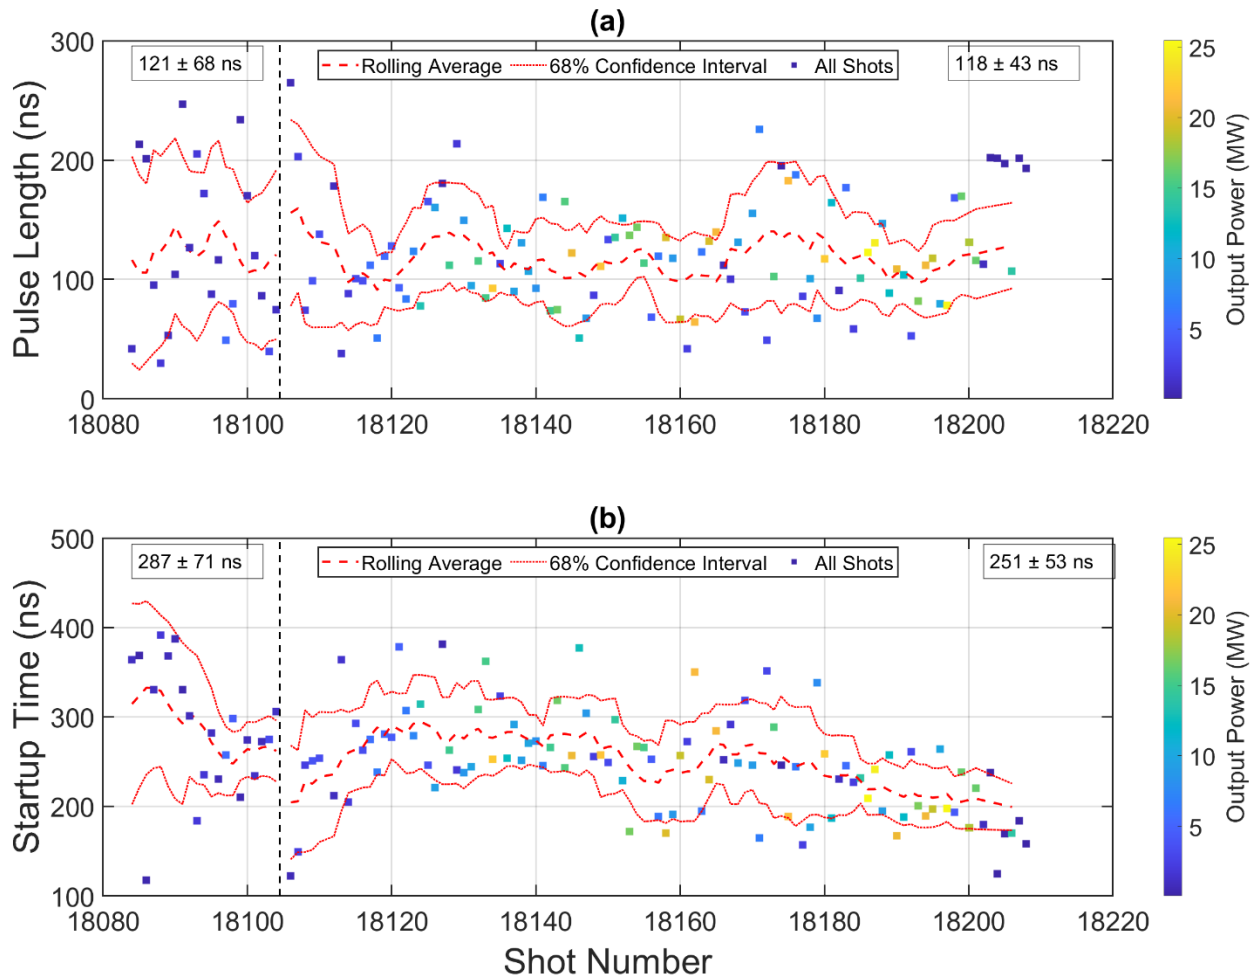 (a)
Pulse Length (ns)
300
200
100
0
121 ± 68 ns
Rolling Average
68% Confidence Interval
All Shots
118 ± 43 ns
18080
18100
18120
18140
18160
18180
18200
18220
25
20
15
10
5
Output Power (MW)
(b)
Startup Time (ns)
500
400
300
200
100
287 ± 71 ns
Rolling Average
68% Confidence Interval
All Shots
251 ± 53 ns
18080
18100
18120
18140
18160
18180
18200
18220
Shot Number
25
20
15
10
5
Output Power (MW)